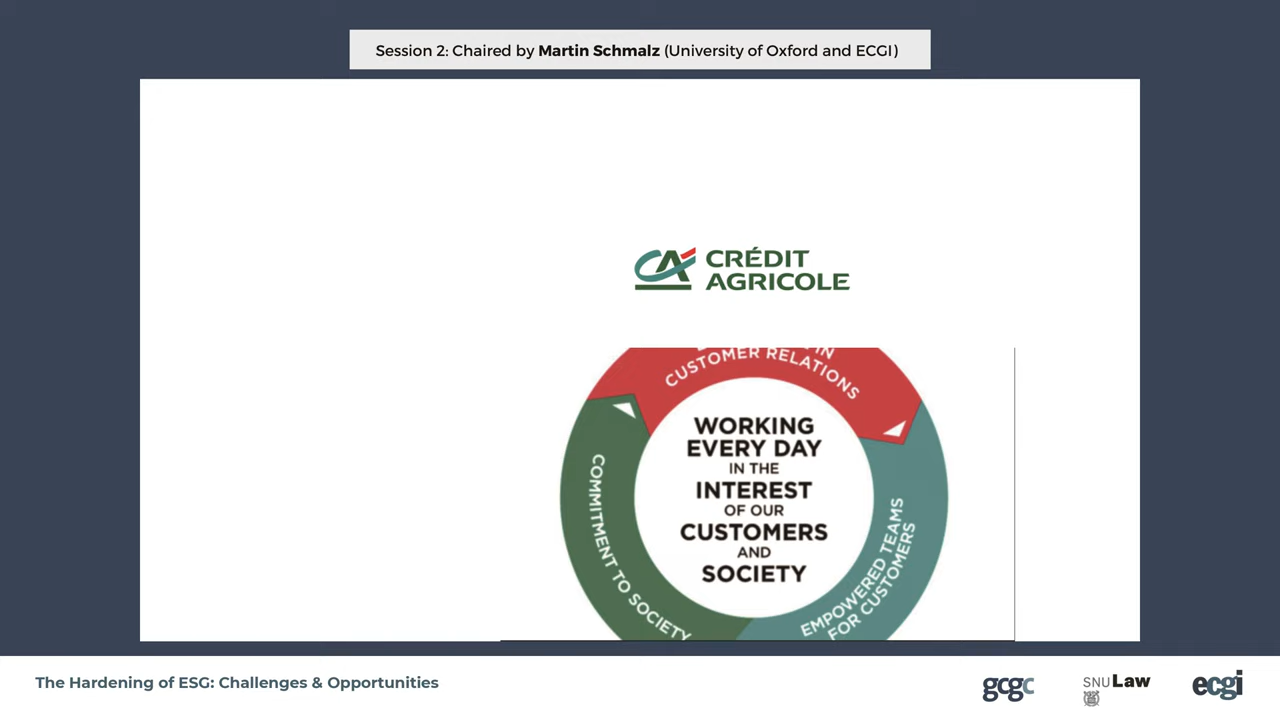 Session 2: Chaired by Martin Schmalz (University of Oxford and ECGI)
CRÉDIT
AGRICOLE
IN
CUSTOMER RELATIONS
WORKING
EVERY DAY
IN THE
INTEREST
OF OUR
CUSTOMERS
AND
SOCIETY
COMMITMENT TO SOCIETY
EMPOWERED TEAMS
FOR CUSTOMERS
The Hardening of ESG: Challenges & Opportunities
gcgc
SNU Law
ecgi